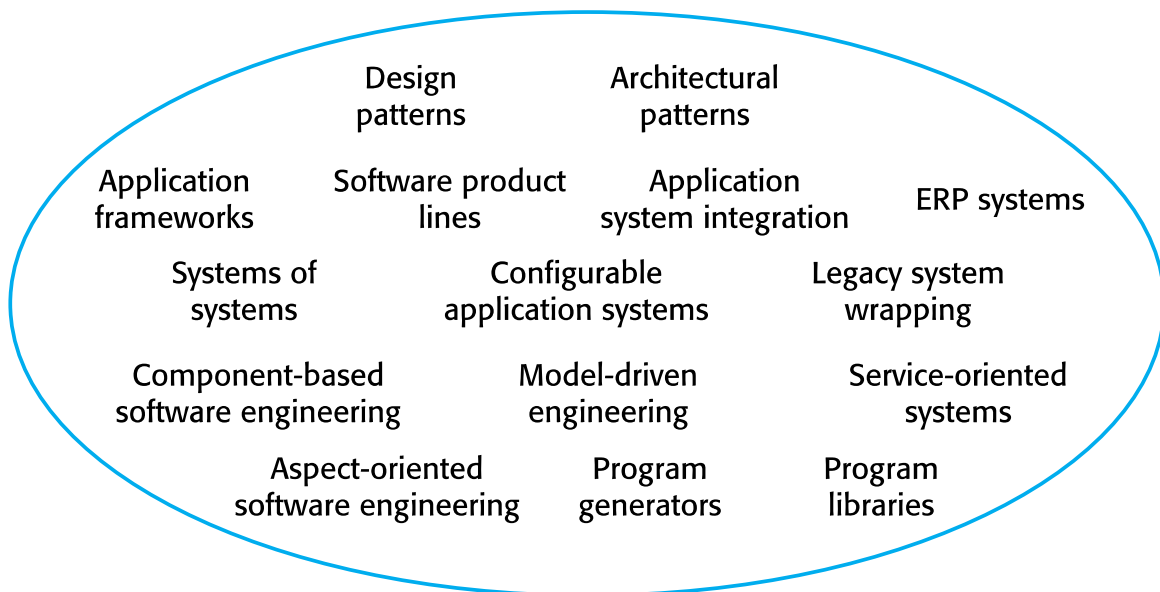 Design
patterns
Architectural
patterns
Application
frameworks
Software product
lines
Application
system integration
ERP systems
Systems of
systems
Configurable
application systems
Legacy system
wrapping
Component-based
software engineering
Model-driven
engineering
Service-oriented
systems
Aspect-oriented
software engineering
Program
generators
Program
libraries